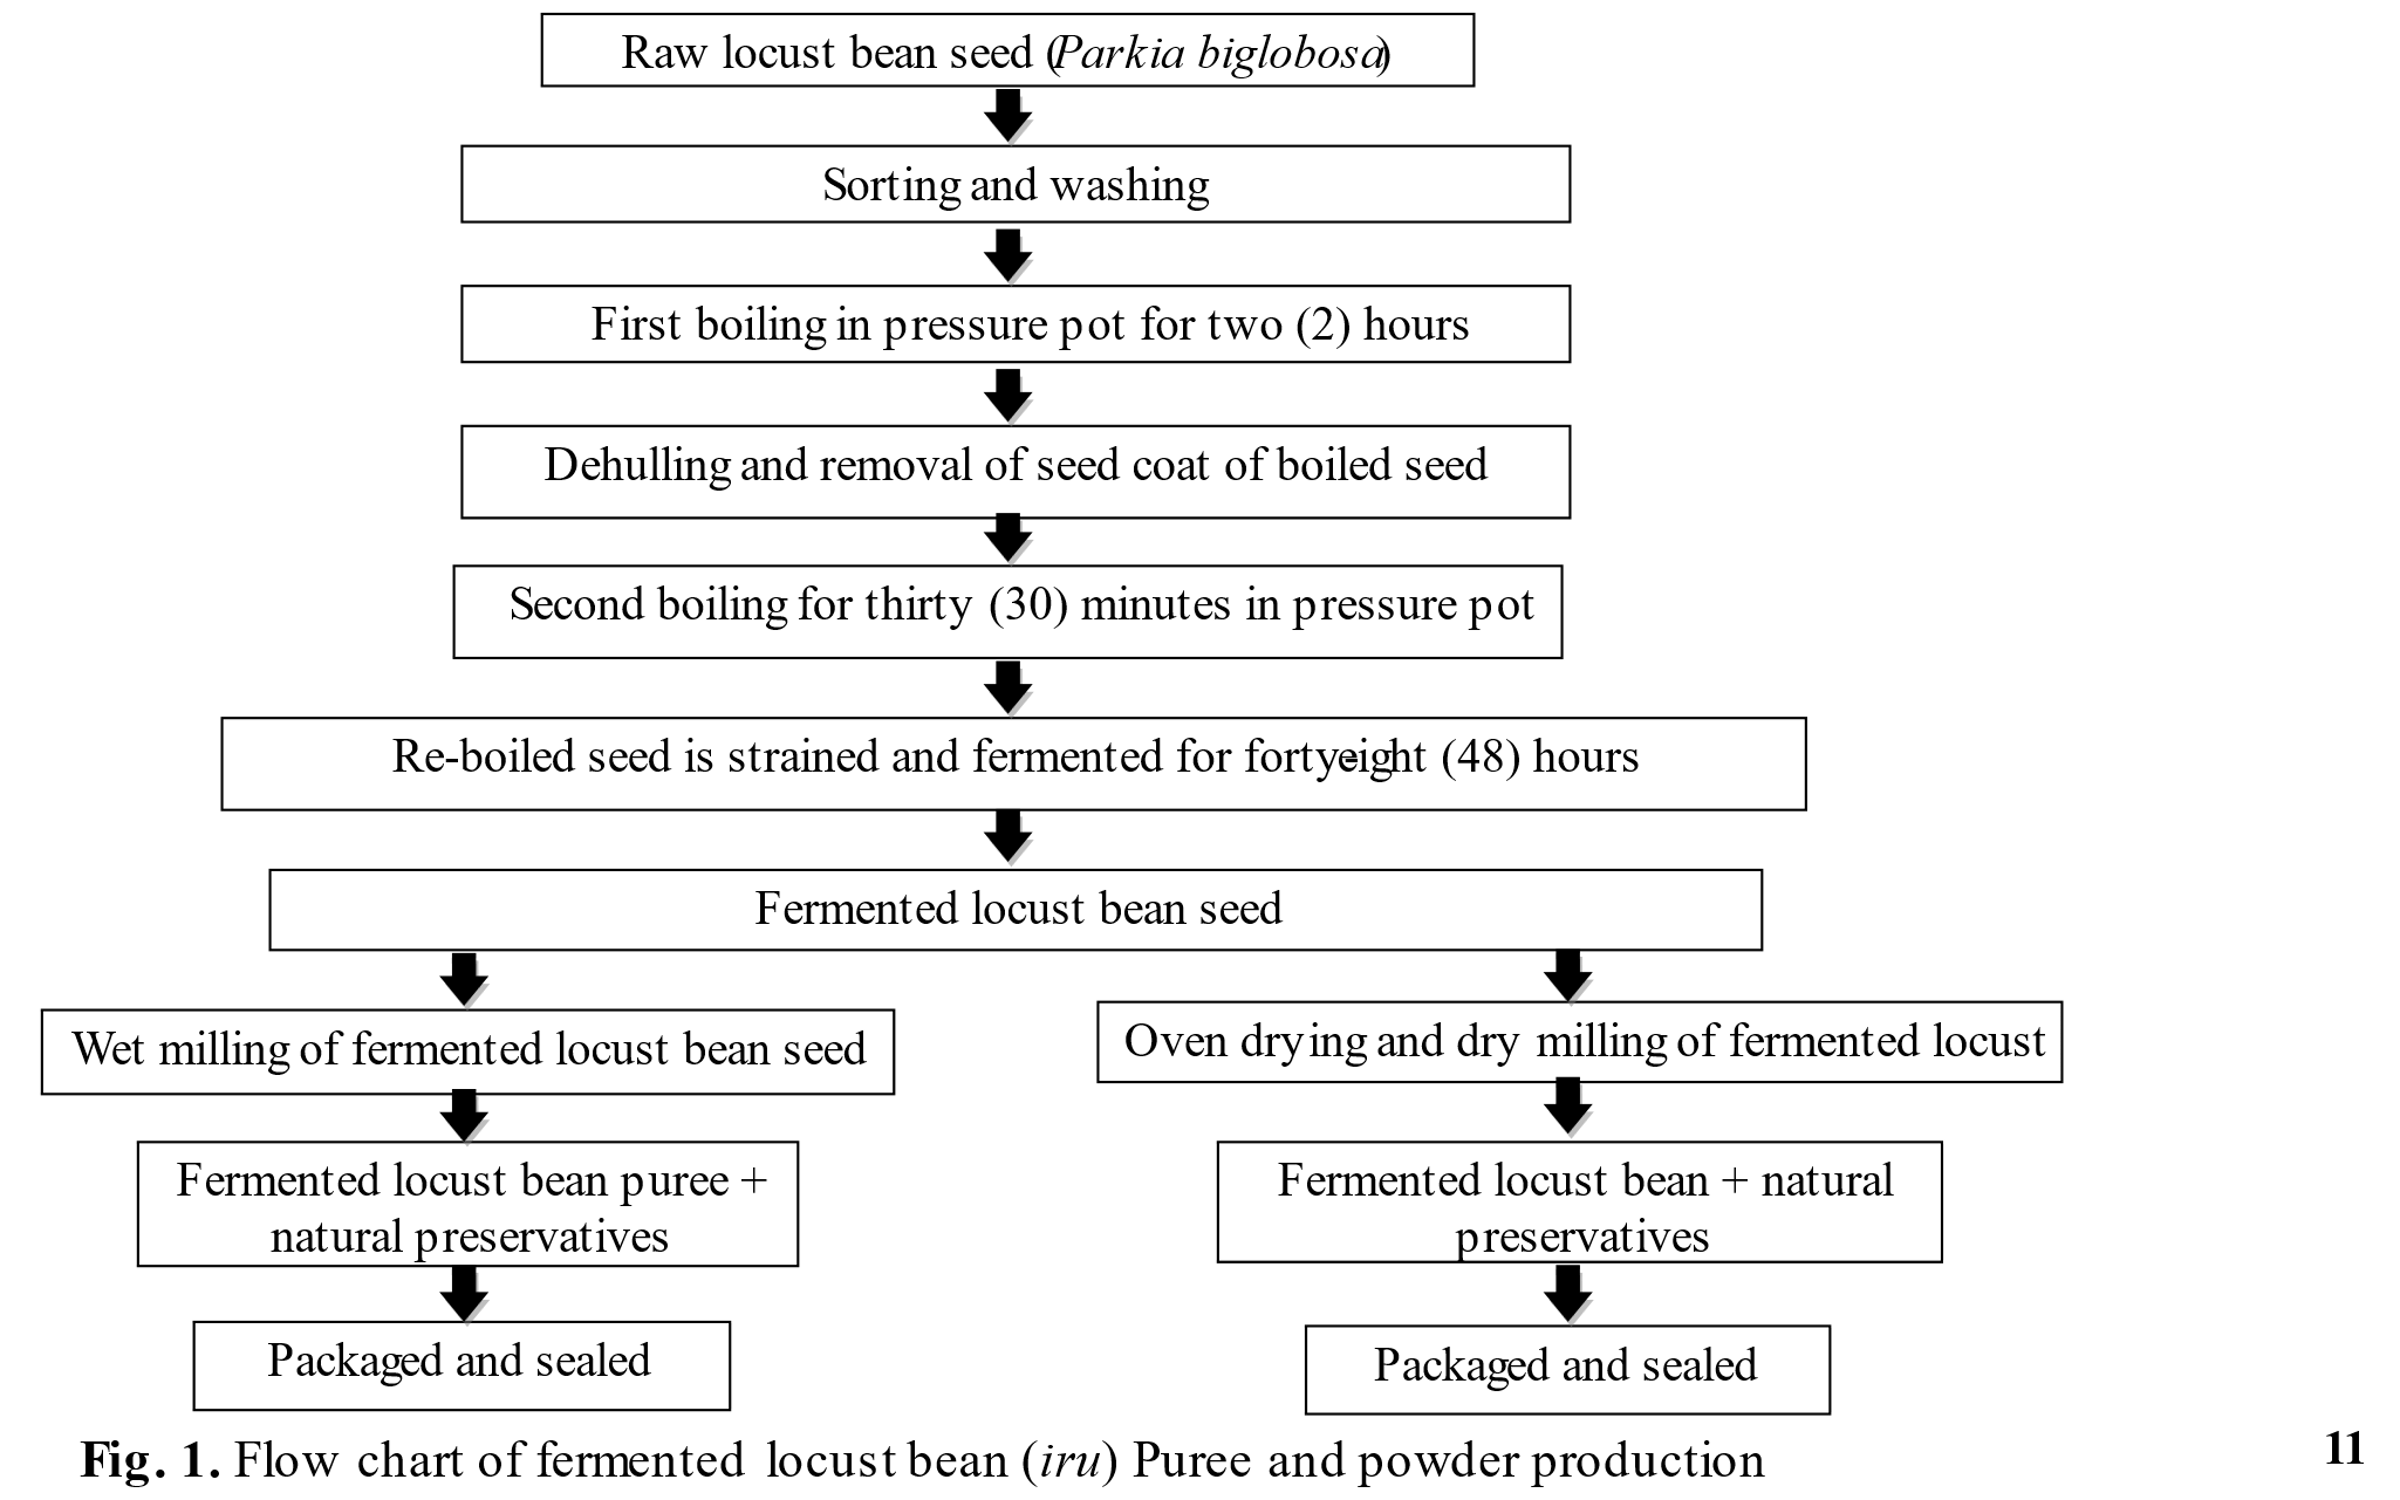 Raw locust bean seed (Parkia biglobosa)
Sorting and washing
First boiling in pressure pot for two (2) hours
Dehulling and removal of seed coat of boiled seed
Second boiling for thirty (30) minutes in pressure pot
Re-boiled seed is strained and fermented for forty-eight (48) hours
Fermented locust bean seed
Wet milling of fermented locust bean seed
Oven drying and dry milling of fermented locust
Fermented locust bean puree +
natural preservatives
Fermented locust bean + natural
preservatives
Packaged and sealed
Packaged and sealed
Fig. 1. Flow chart of fermented locust bean (iru) Puree and powder production
11